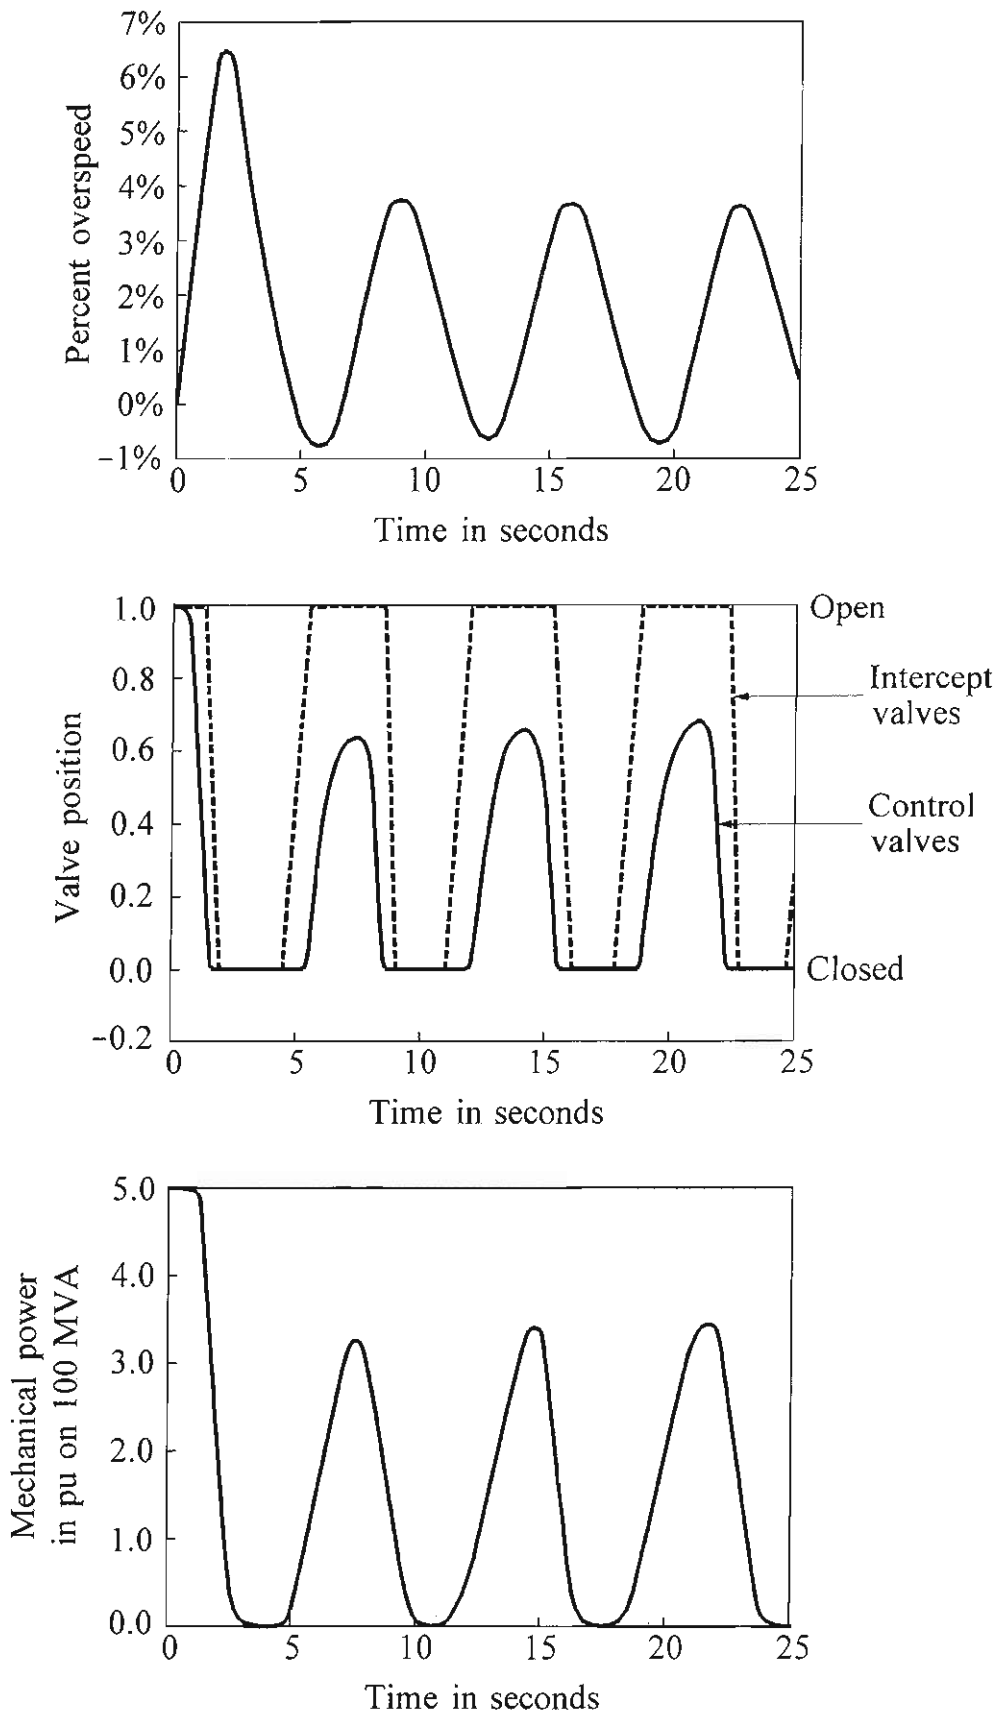 7%
6%
5%
4%
3%
2%
1%
0%
−1%
Percent overspeed
0 5 10 15 20 25
Time in seconds
1.0
0.8
0.6
0.4
0.2
0.0
−0.2
Valve position
Open
Intercept
valves
Control
valves
Closed
0 5 10 15 20 25
Time in seconds
5.0
4.0
3.0
2.0
1.0
0.0
Mechanical power
in pu on 100 MVA
0 5 10 15 20 25
Time in seconds